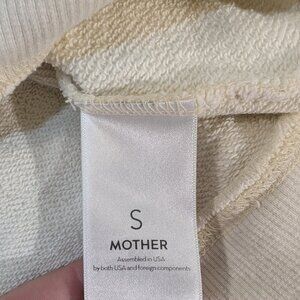 S
MOTHER
Assembled in USA
by both USA and foreign components